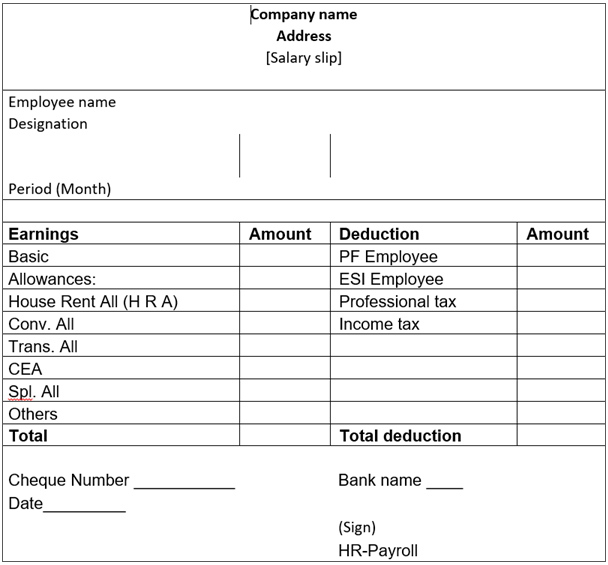 Company name
Address
[Salary slip]
Employee name
Designation
Period (Month)
Earnings Amount Deduction Amount
Basic PF Employee
Allowances: ESI Employee
House Rent All (H R A) Professional tax
Conv. All Income tax
Trans. All
CEA
Spl. All
Others
Total Total deduction
Cheque Number ____________ Bank name ____
Date__________
(Sign)
HR-Payroll